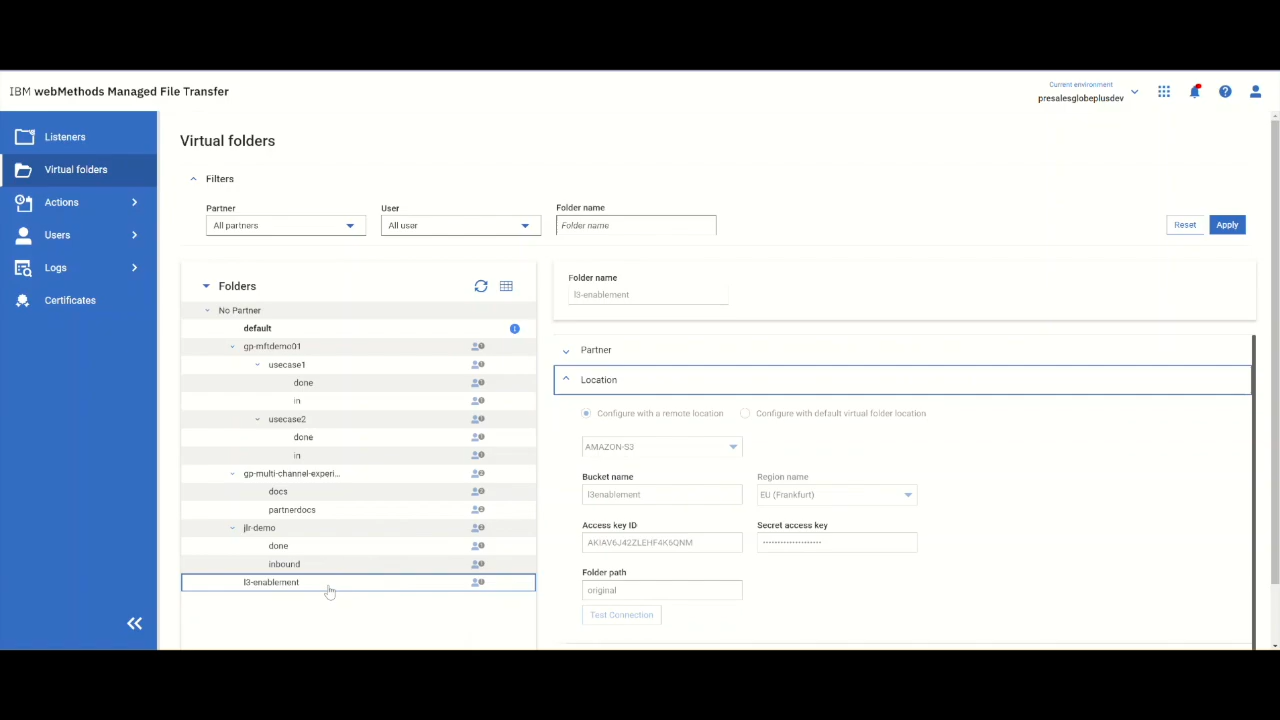 IBM webMethods Managed File Transfer
Current environment
presalesglobeplusdev
Listeners
Virtual folders
Actions
Users
Logs
Certificates
Virtual folders
Filters
Partner
User
Folder name
All partners
All user
Folder name
Reset
Apply
Folders
No Partner
default
gp-mftdemo01
usecase1
done
in
usecase2
done
in
gp-multi-channel-experi...
docs
partnerdocs
jlr-demo
done
inbound
l3-enablement
Folder name
l3-enablement
Partner
Location
Configure with a remote location
Configure with default virtual folder location
AMAZON-S3
Bucket name
Region name
l3enablement
EU (Frankfurt)
Access key ID
Secret access key
AKIAV6J42ZLEHF4K5QNM
Folder path
original
Test Connection